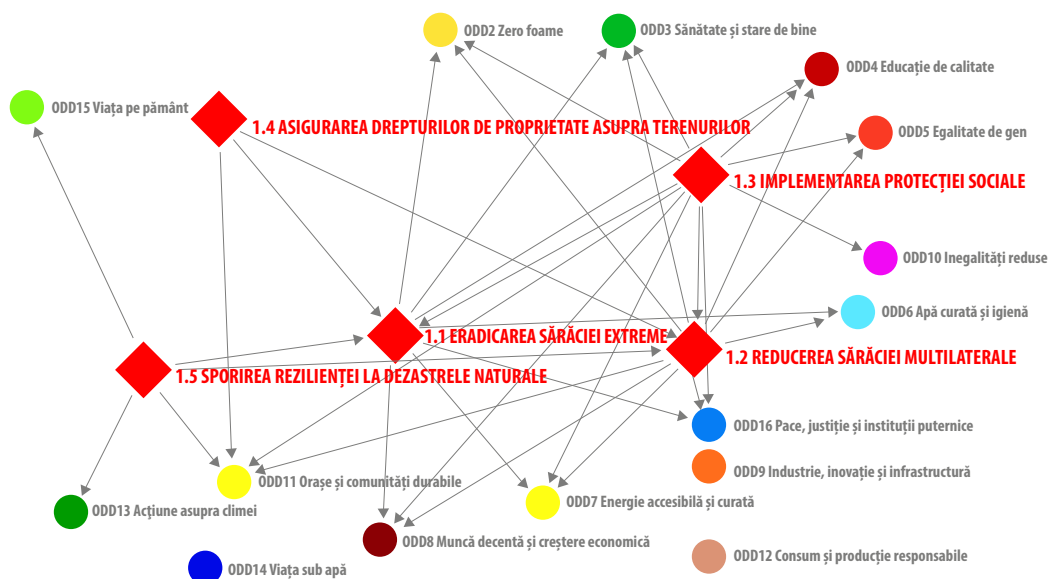 ODD2 Zero foame
ODD3 Sănătate și stare de bine
ODD4 Educație de calitate
ODD15 Viața pe pământ
1.4 ASIGURAREA DREPTURILOR DE PROPRIETATE ASUPRA TERENURILOR
ODD5 Egalitate de gen
1.3 IMPLEMENTAREA PROTECȚIEI SOCIALE
ODD10 Inegalități reduse
ODD6 Apă curată și igienă
1.1 ERADICAREA SĂRĂCIEI EXTREME
1.2 REDUCEREA SĂRĂCIEI MULTILATERALE
1.5 SPORIREA REZILIENȚEI LA DEZASTRELE NATURALE
ODD16 Pace, justiție și instituții puternice
ODD9 Industrie, inovație și infrastructură
ODD11 Orașe și comunități durabile
ODD7 Energie accesibilă și curată
ODD13 Acțiune asupra climei
ODD8 Muncă decentă și creștere economică
ODD12 Consum și producție responsabile
ODD14 Viața sub apă